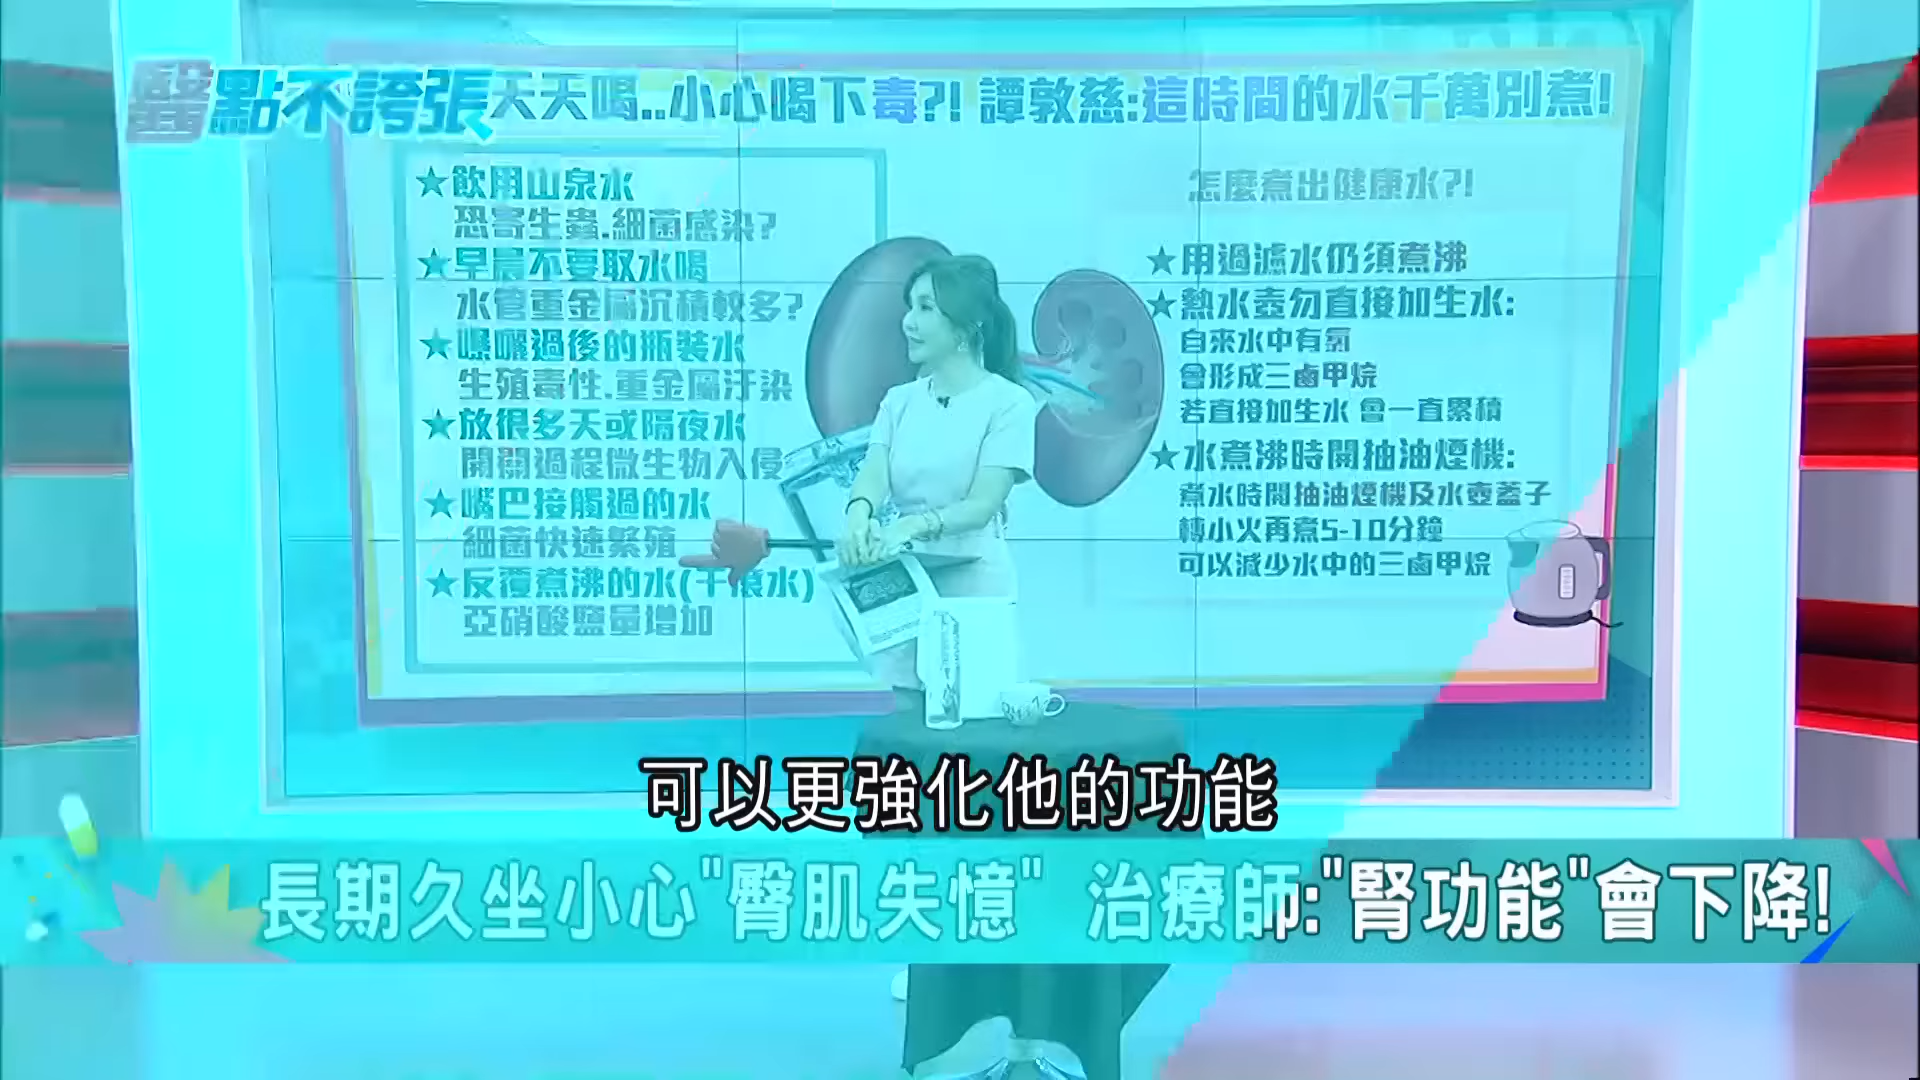 醫點不誇張
天天喝..小心喝下毒?! 譚敦慈:這時間的水千萬別煮!
★飲用山泉水
恐寄生蟲.細菌感染?
★早晨不要取水喝
水管重金屬沉積較多?
★曝曬過後的瓶裝水
生殖毒性.重金屬汙染
★放很多天或隔夜水
開關過程微生物入侵
★嘴巴接觸過的水
細菌快速繁殖
★反覆煮沸的水(千滾水)
亞硝酸鹽量增加
怎麼煮出健康水?!
★用過濾水仍須煮沸
★熱水壺勿直接加生水:
自來水中有氯
會形成三鹵甲烷
若直接加生水 會一直累積
★水煮沸時開抽油煙機:
煮水時開抽油煙機及水壺蓋子
轉小火再煮5-10分鐘
可以減少水中的三鹵甲烷
可以更強化他的功能
長期久坐小心"臀肌失憶" 治療師:"腎功能"會下降!